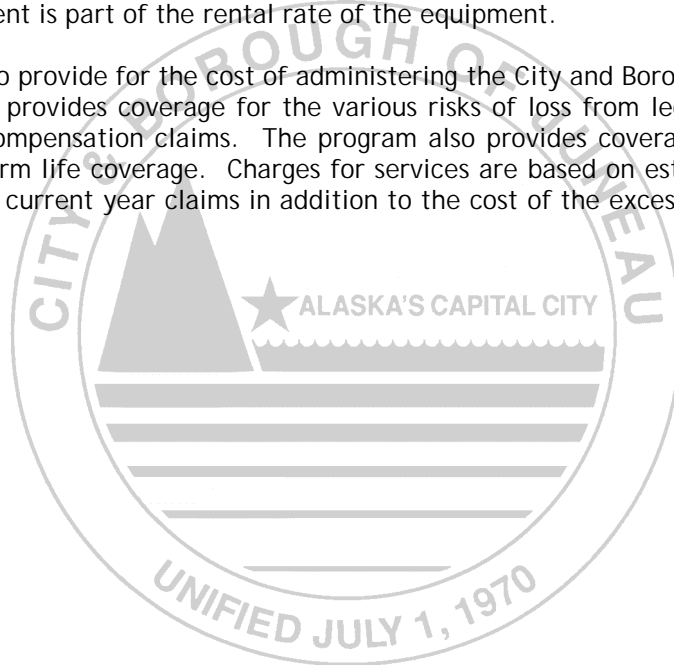 ent is part of the rental rate of the equipment.
o provide for the cost of administering the City and Boro
provides coverage for the various risks of loss from le
ompensation claims. The program also provides covera
rm life coverage. Charges for services are based on est
current year claims in addition to the cost of the exces
CITY & BOROUGH OF JUNEAU
ALASKA'S CAPITAL CITY
UNIFIED JULY 1, 1970